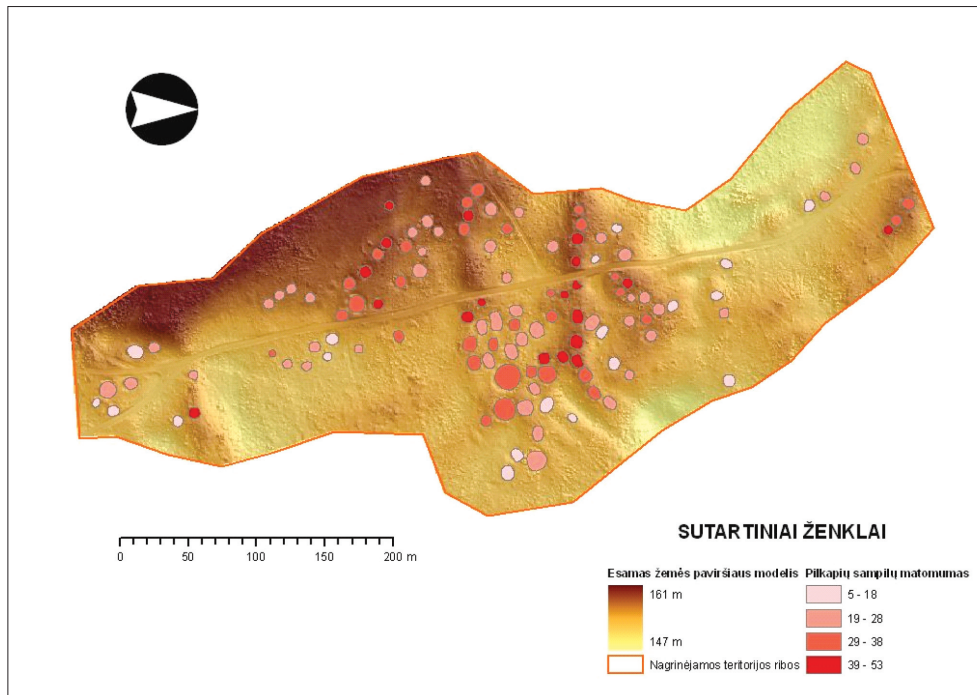 0 50 100 200 m
SUTARTINIAI ŽENKLAI
Esamas žemės paviršiaus modelis
161 m
147 m
Nagrinėjamos teritorijos ribos
Pilkapių sampilų matomumas
5 - 18
19 - 28
29 - 38
39 - 53